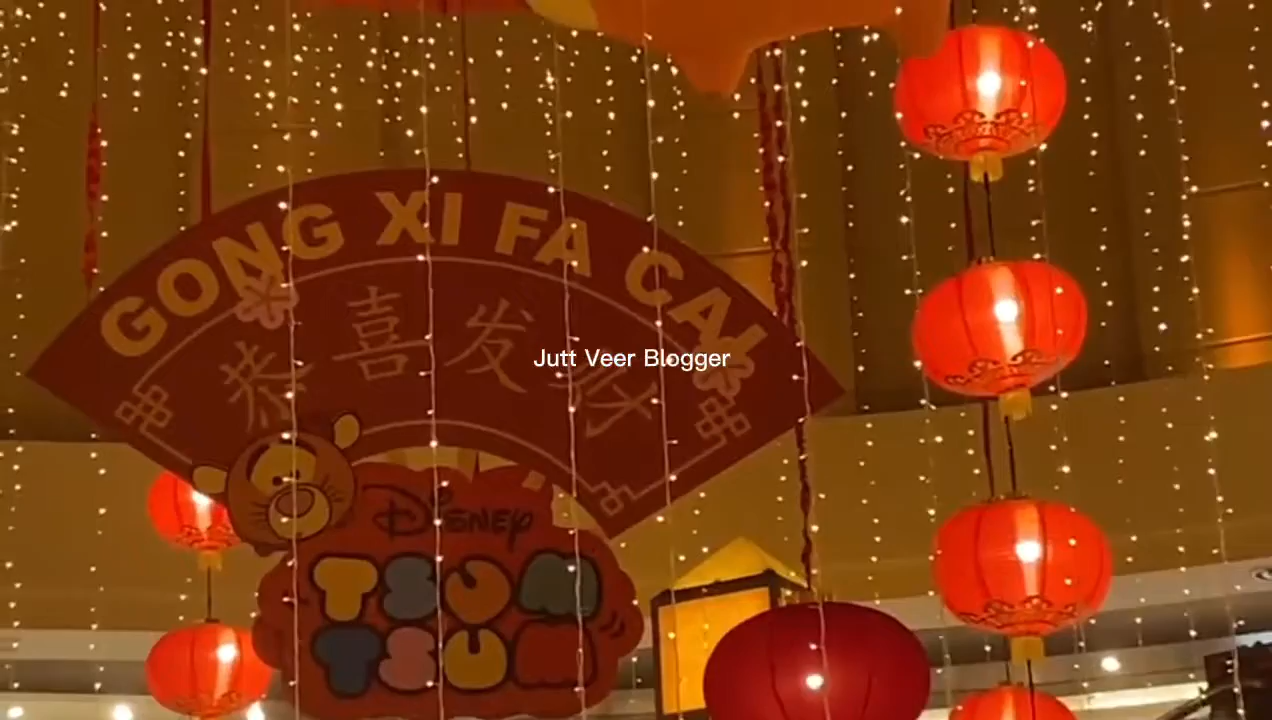 GONG XI FA CAI
恭喜发财
Jutt Veer Blogger
Disney
TSUM
TSUM